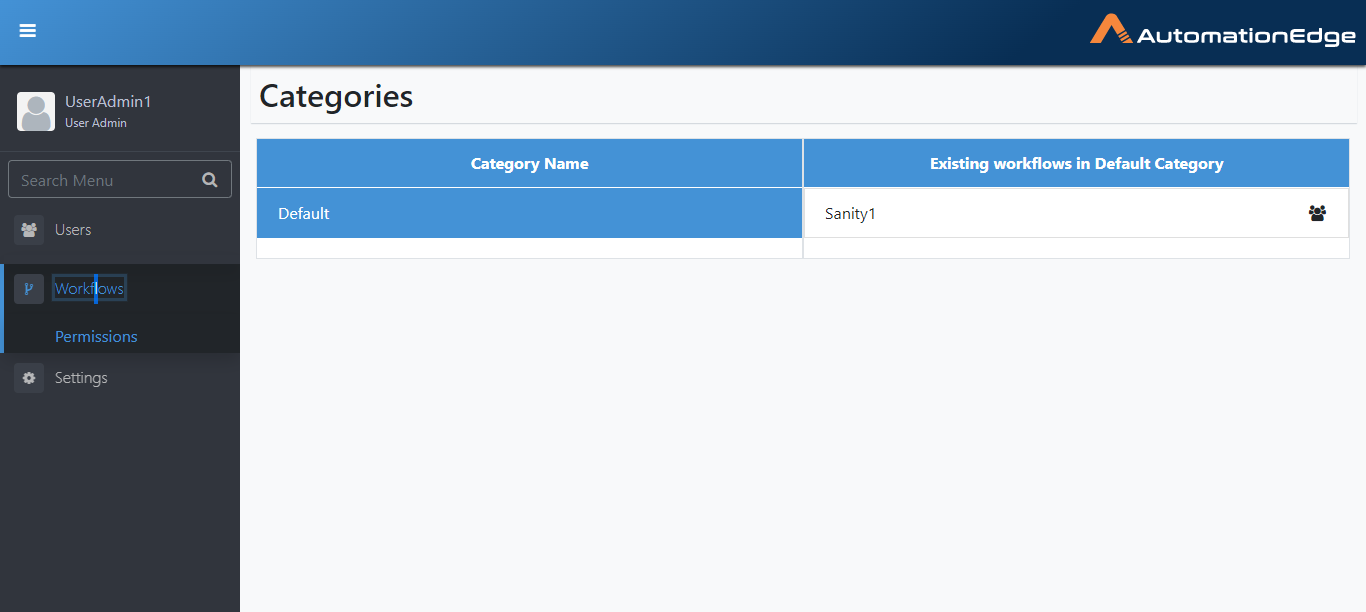 AutomationEdge
UserAdmin1
User Admin
Search Menu
Users
Workflows
Permissions
Settings
Categories
Category Name
Existing workflows in Default Category
Default
Sanity1